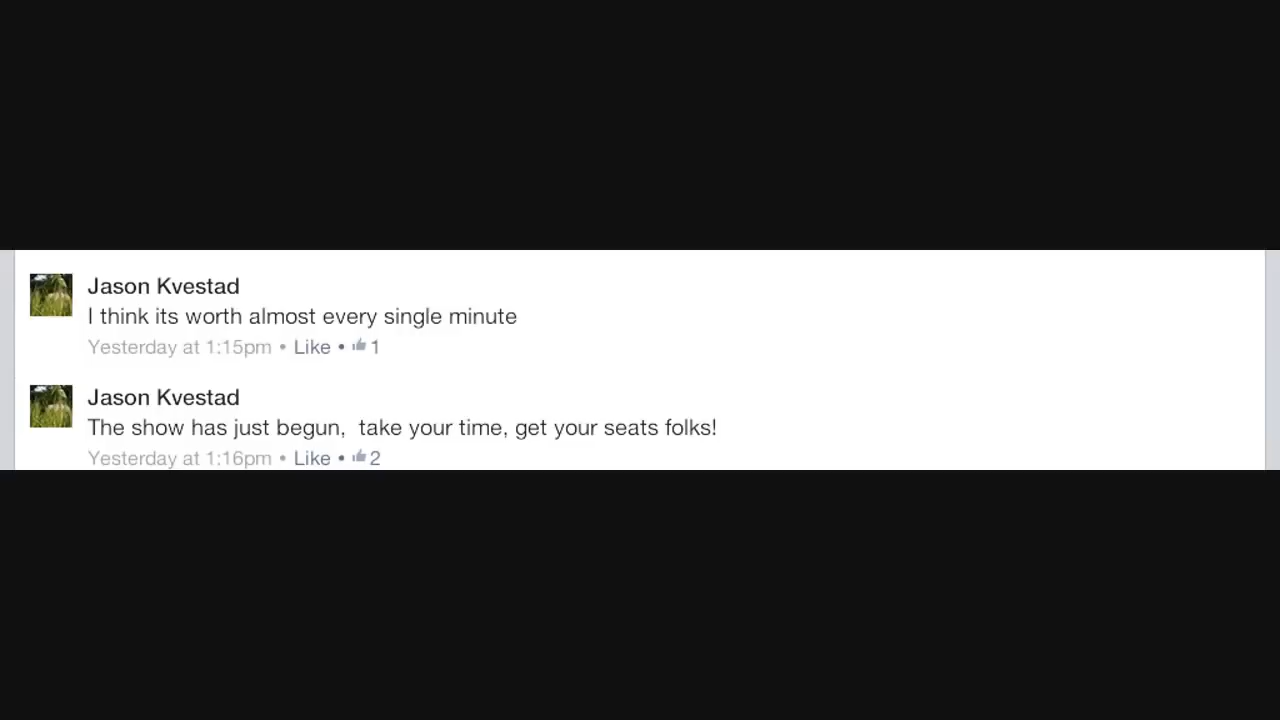 Jason Kvestad
I think its worth almost every single minute
Yesterday at 1:15pm • Like • 1
Jason Kvestad
The show has just begun,  take your time, get your seats folks!
Yesterday at 1:16pm • Like • 2